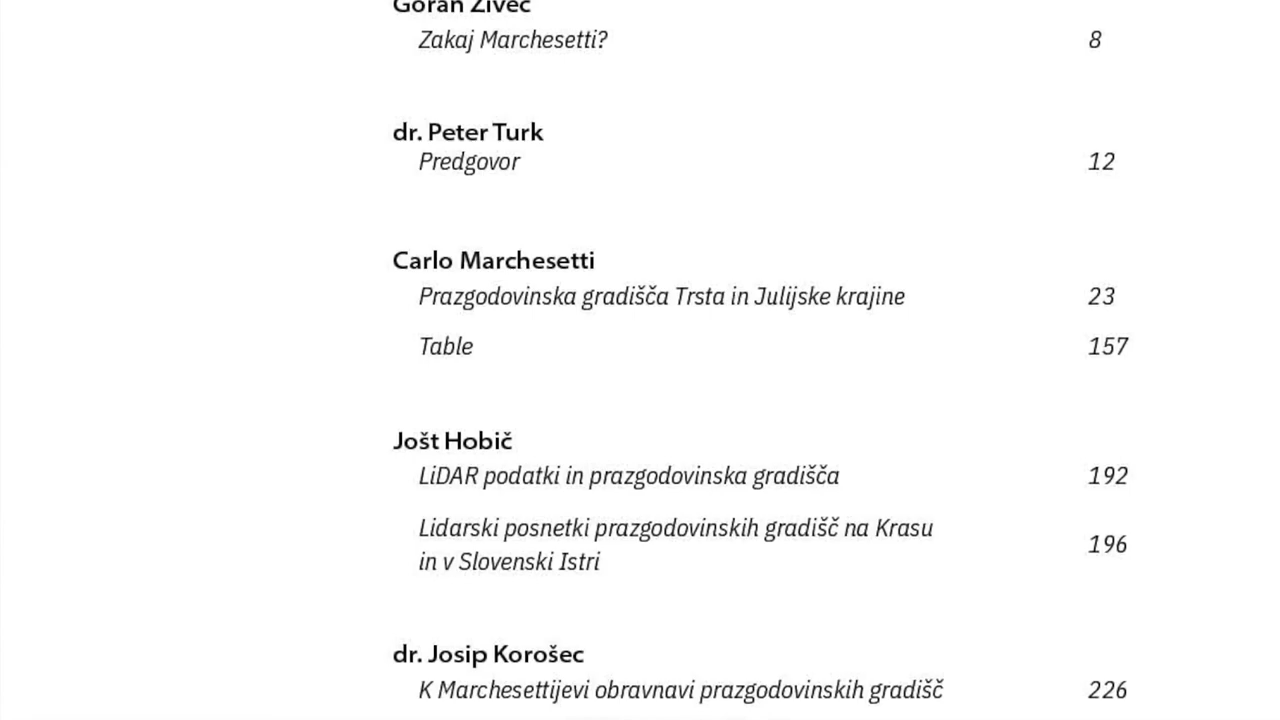 Goran Živec
Zakaj Marchesetti? 8
dr. Peter Turk
Predgovor 12
Carlo Marchesetti
Prazgodovinska gradišča Trsta in Julijske krajine 23
Table 157
Jošt Hobič
LiDAR podatki in prazgodovinska gradišča 192
Lidarski posnetki prazgodovinskih gradišč na Krasu
in v Slovenski Istri 196
dr. Josip Korošec
K Marchesettijevi obravnavi prazgodovinskih gradišč 226